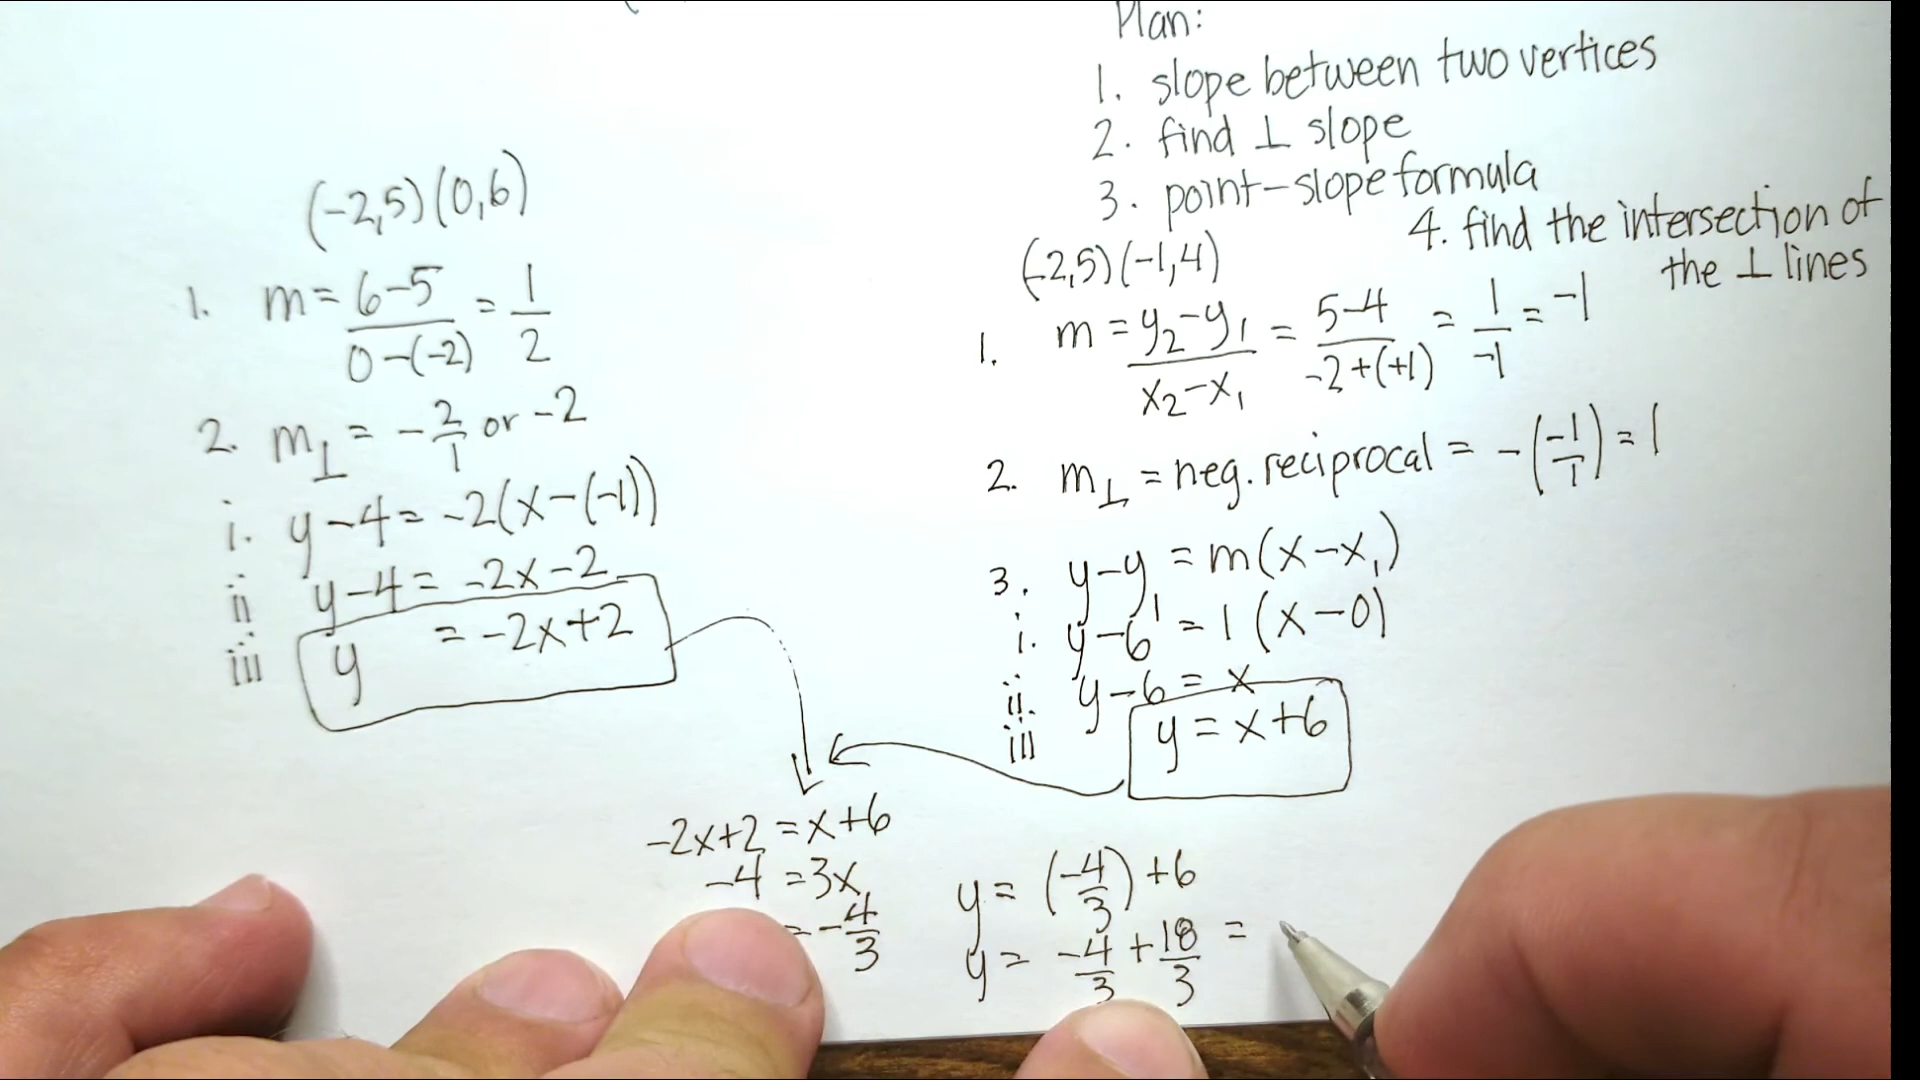 Plan:
1. slope between two vertices
2. find ⊥ slope
3. point-slope formula
4. find the intersection of
the ⊥ lines
(-2,5)(0,6)
1. m = 6-5 / 0-(-2) = 1/2
2. m⊥ = -2/1 or -2
i. y-4 = -2(x-(-1))
ii y-4 = -2x-2
iii y = -2x+2
(-2,5)(-1,4)
1. m = y₂-y₁ / x₂-x₁ = 5-4 / -2+(+1) = 1/-1 = -1
2. m⊥ = neg. reciprocal = -(-1/1) = 1
3. y-y₁ = m(x-x₁)
i. y-6 = 1(x-0)
ii. y-6 = x
iii y = x+6
-2x+2 = x+6
-4 = 3x
= -4/3
y = (-4/3)+6
y = -4/3 + 18/3 =